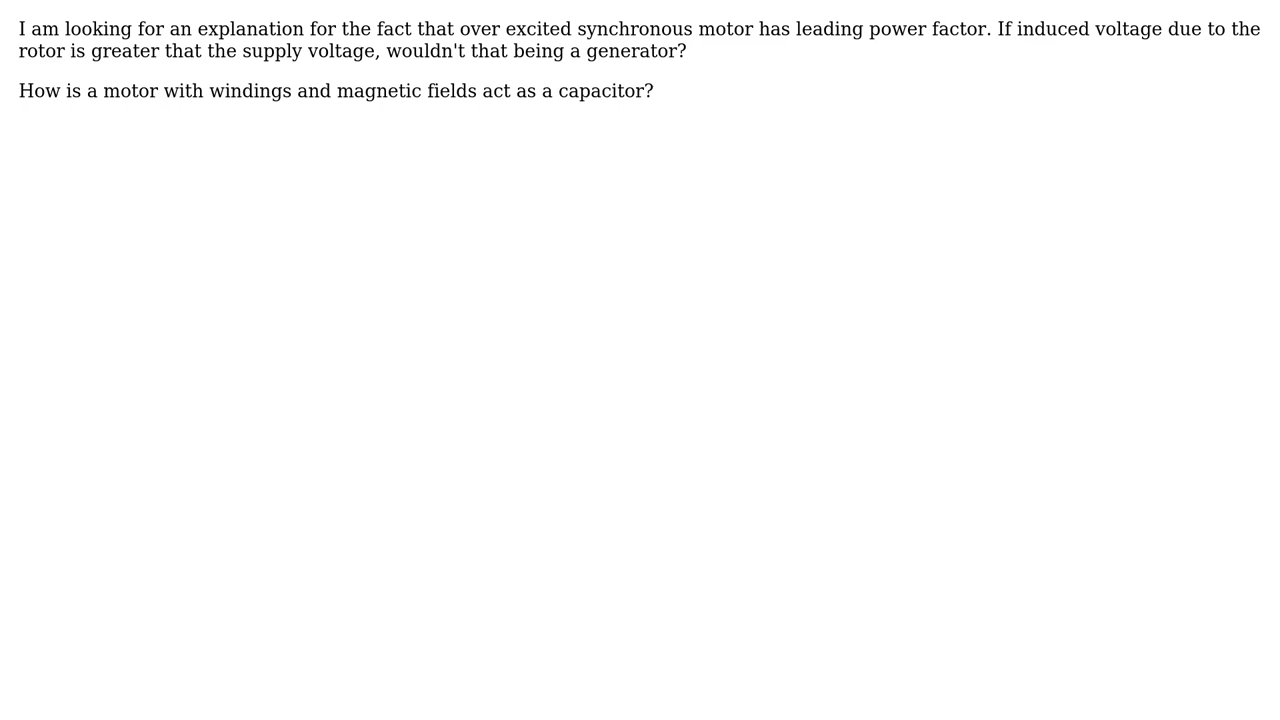 I am looking for an explanation for the fact that over excited synchronous motor has leading power factor. If induced voltage due to the
rotor is greater that the supply voltage, wouldn't that being a generator?
How is a motor with windings and magnetic fields act as a capacitor?